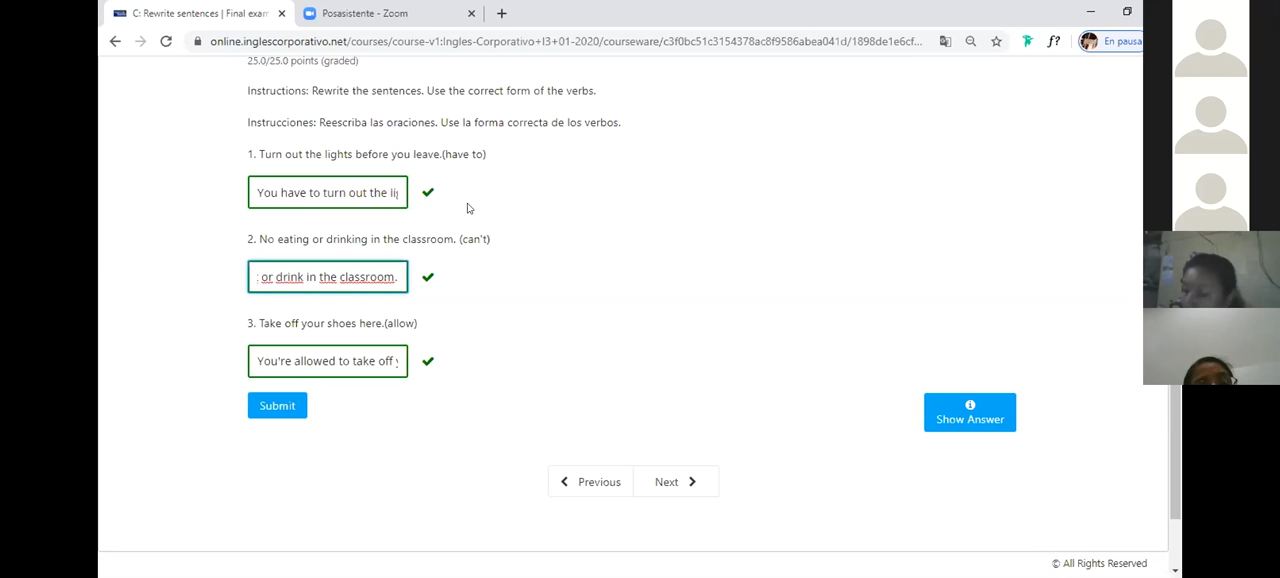 C: Rewrite sentences | Final exar
Posasistente - Zoom
online.inglescorporativo.net/courses/course-v1:Ingles-Corporativo+I3+01-2020/courseware/c3f0bc51c3154378ac8f9586abea041d/1898de1e6cf...
f?
En pausa
25.0/25.0 points (graded)
Instructions: Rewrite the sentences. Use the correct form of the verbs.
Instrucciones: Reescriba las oraciones. Use la forma correcta de los verbos.
1. Turn out the lights before you leave.(have to)
You have to turn out the lig
2. No eating or drinking in the classroom. (can't)
or drink in the classroom.
3. Take off your shoes here.(allow)
You're allowed to take off y
Submit
Show Answer
Previous
Next
© All Rights Reserved